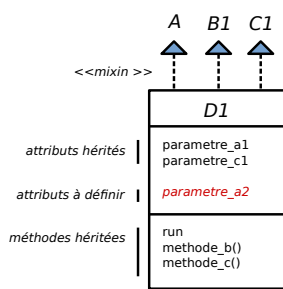 A B1 C1
<<mixin >>
D1
attributs hérités
parametre_a1
parametre_c1
attributs à définir
parametre_a2
méthodes héritées
run
methode_b()
methode_c()